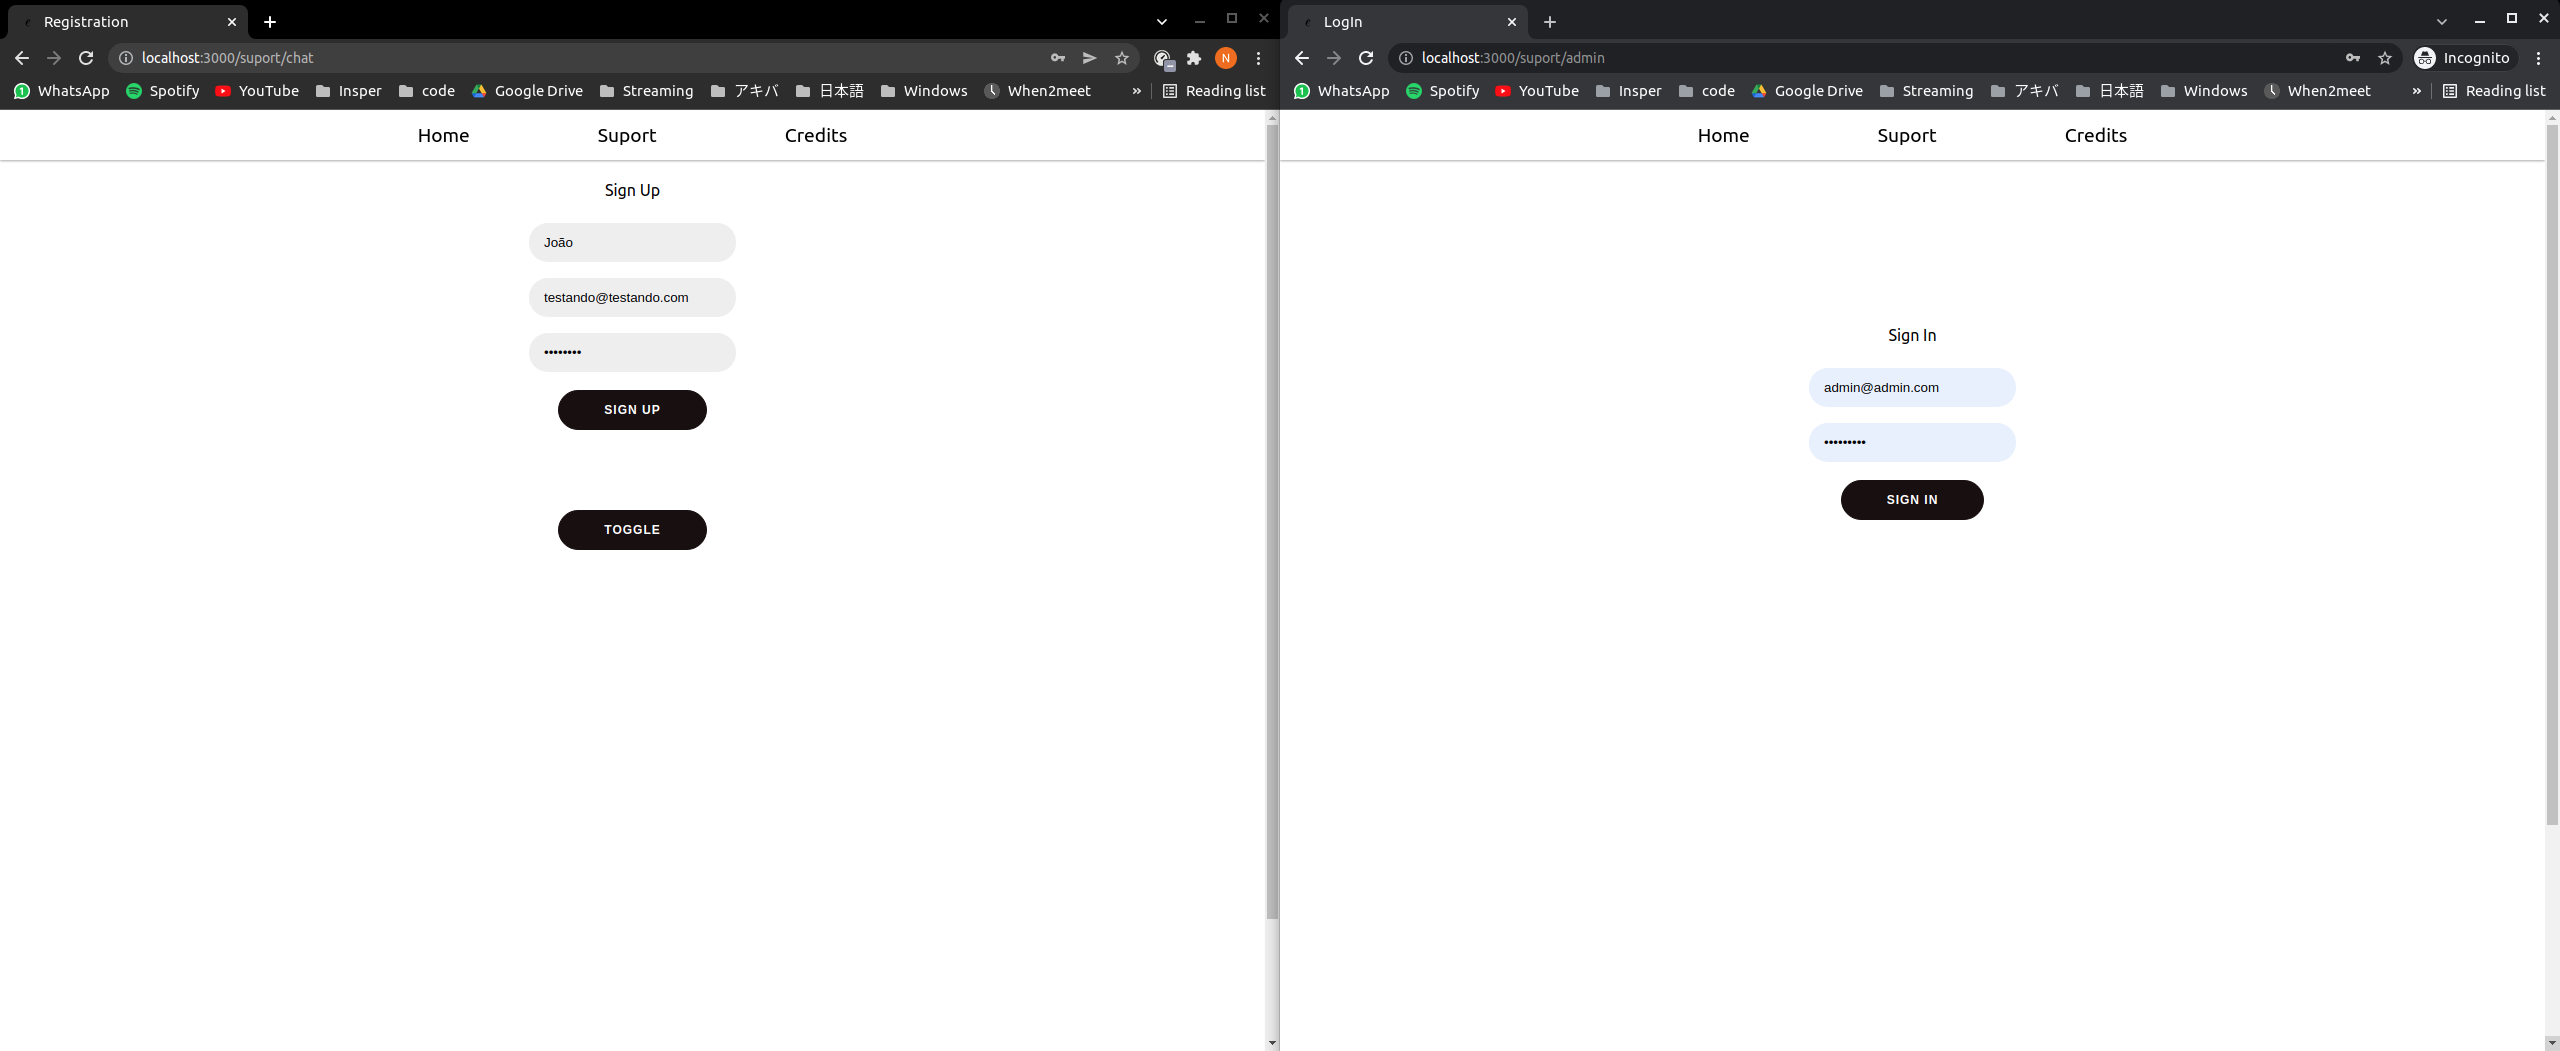 Registration
localhost:3000/suport/chat
N
WhatsApp Spotify YouTube Insper code Google Drive Streaming アキバ 日本語 Windows When2meet » Reading list
Home Suport Credits
Sign Up
João
testando@testando.com
••••••••
SIGN UP
TOGGLE
LogIn
localhost:3000/suport/admin
Incognito
WhatsApp Spotify YouTube Insper code Google Drive Streaming アキバ 日本語 Windows When2meet » Reading list
Home Suport Credits
Sign In
admin@admin.com
•••••••••
SIGN IN